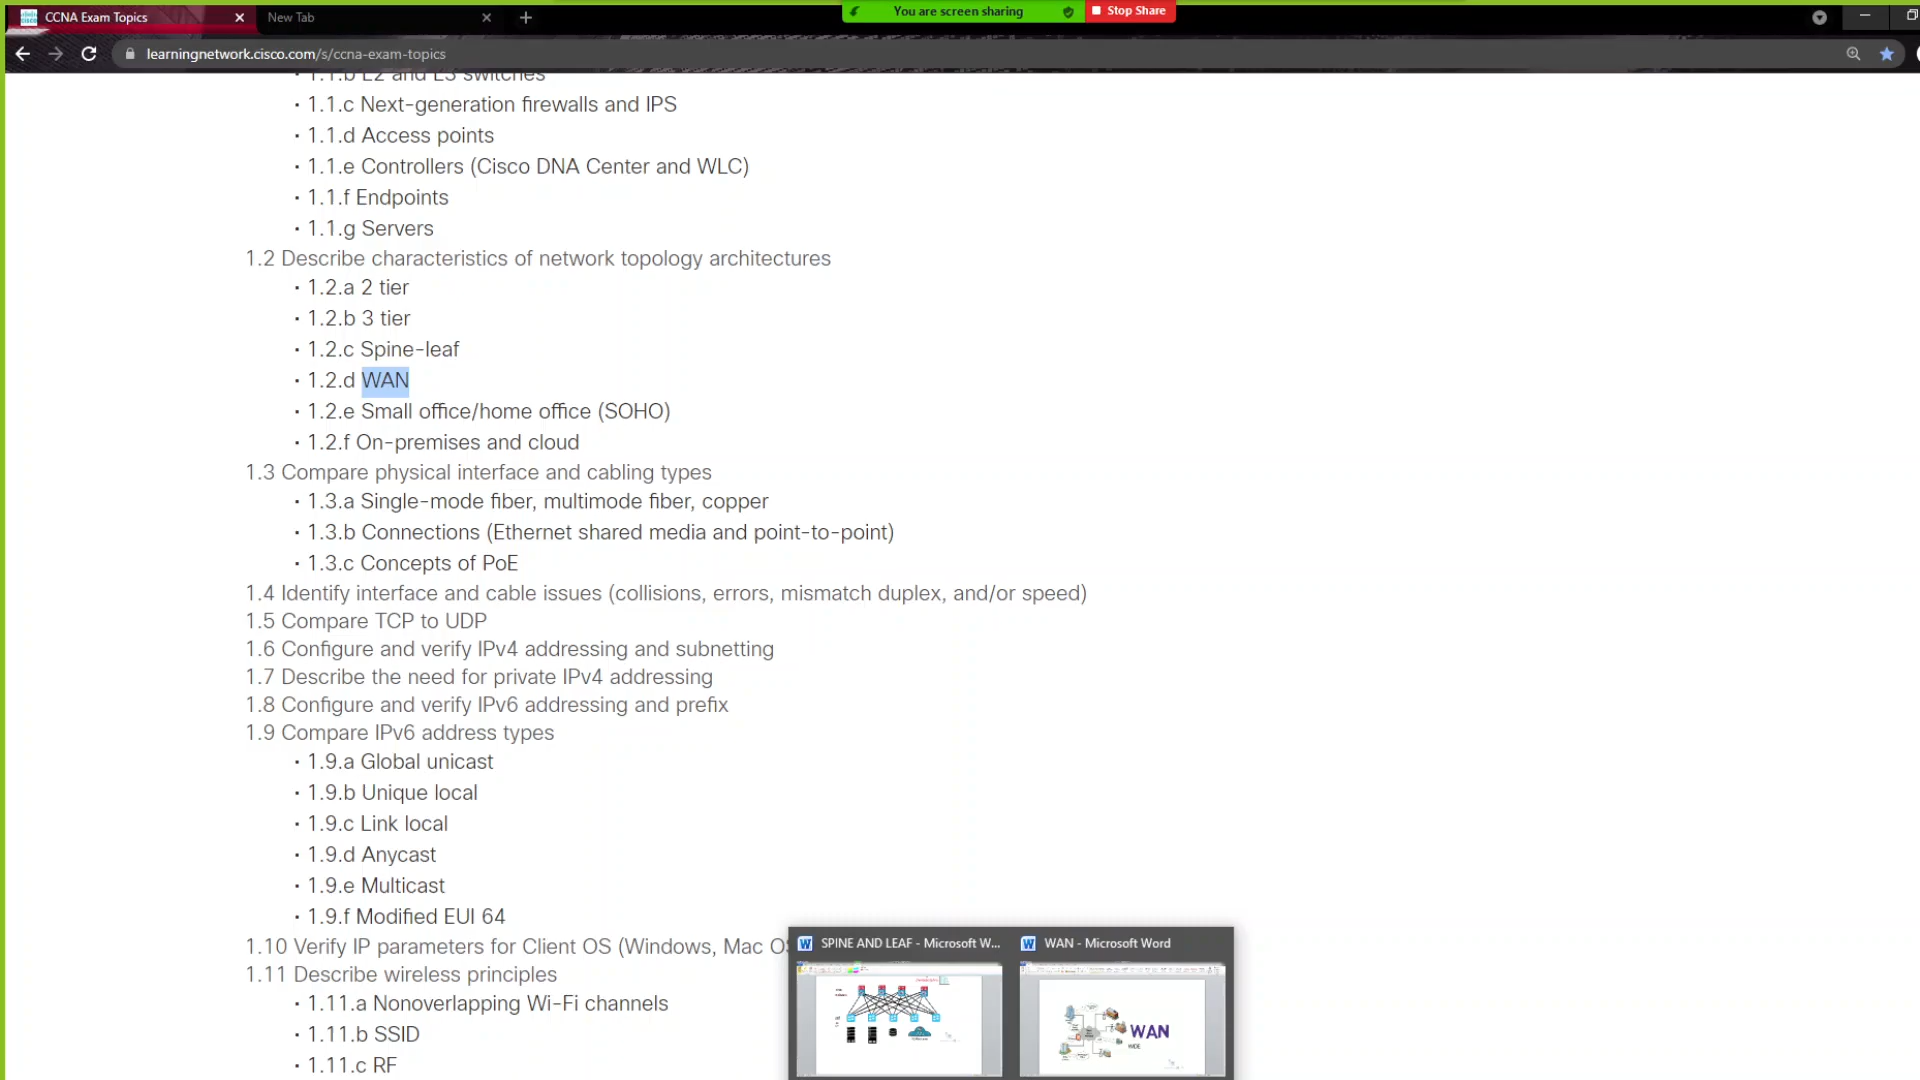 CCNA Exam Topics
New Tab
You are screen sharing
Stop Share
learningnetwork.cisco.com/s/ccna-exam-topics
1.1.b L2 and L3 switches
• 1.1.c Next-generation firewalls and IPS
• 1.1.d Access points
• 1.1.e Controllers (Cisco DNA Center and WLC)
• 1.1.f Endpoints
• 1.1.g Servers
1.2 Describe characteristics of network topology architectures
• 1.2.a 2 tier
• 1.2.b 3 tier
• 1.2.c Spine-leaf
• 1.2.d WAN
• 1.2.e Small office/home office (SOHO)
• 1.2.f On-premises and cloud
1.3 Compare physical interface and cabling types
• 1.3.a Single-mode fiber, multimode fiber, copper
• 1.3.b Connections (Ethernet shared media and point-to-point)
• 1.3.c Concepts of PoE
1.4 Identify interface and cable issues (collisions, errors, mismatch duplex, and/or speed)
1.5 Compare TCP to UDP
1.6 Configure and verify IPv4 addressing and subnetting
1.7 Describe the need for private IPv4 addressing
1.8 Configure and verify IPv6 addressing and prefix
1.9 Compare IPv6 address types
• 1.9.a Global unicast
• 1.9.b Unique local
• 1.9.c Link local
• 1.9.d Anycast
• 1.9.e Multicast
• 1.9.f Modified EUI 64
1.10 Verify IP parameters for Client OS (Windows, Mac OS
1.11 Describe wireless principles
• 1.11.a Nonoverlapping Wi-Fi channels
• 1.11.b SSID
• 1.11.c RF
SPINE AND LEAF - Microsoft W...
WAN - Microsoft Word
WAN
WIDE